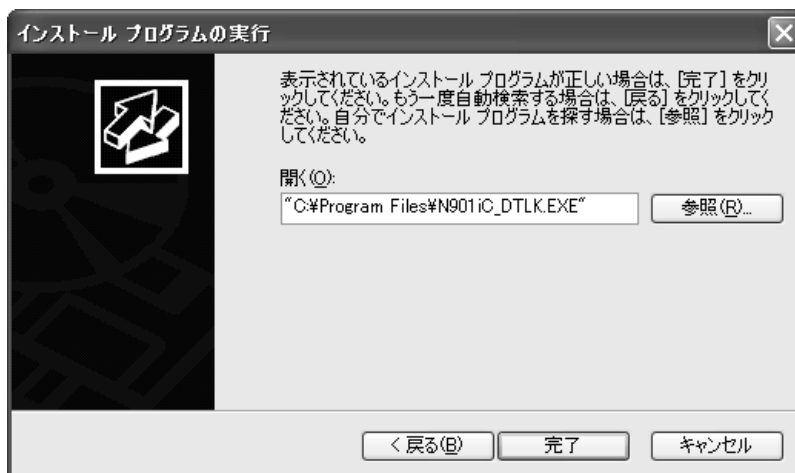 インストール プログラムの実行
表示されているインストール プログラムが正しい場合は、[完了] をクリ
ックしてください。もう一度自動検索する場合は、[戻る] をクリックしてく
ださい。自分でインストール プログラムを探す場合は、[参照] をクリック
してください。
開く(O):
"C:¥Program Files¥N901iC_DTLK.EXE"
参照(R)...
< 戻る(B)
完了
キャンセル